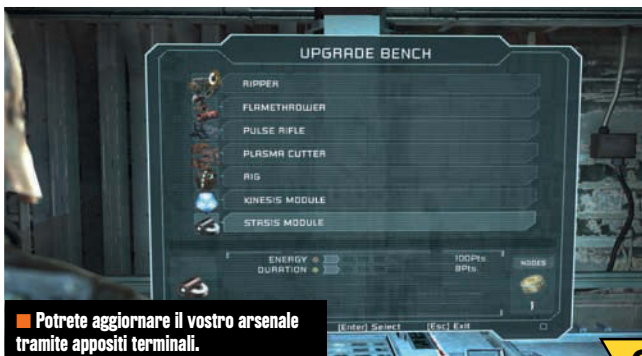 UPGRADE BENCH
RIPPER
FLAMETHROWER
PULSE RIFLE
PLASMA CUTTER
RIG
KINESIS MODULE
STASIS MODULE
ENERGY 100Pts.
DURATION 8Pts.
NODES
1
[Enter] Select [Esc] Exit
■ Potrete aggiornare il vostro arsenale
tramite appositi terminali.